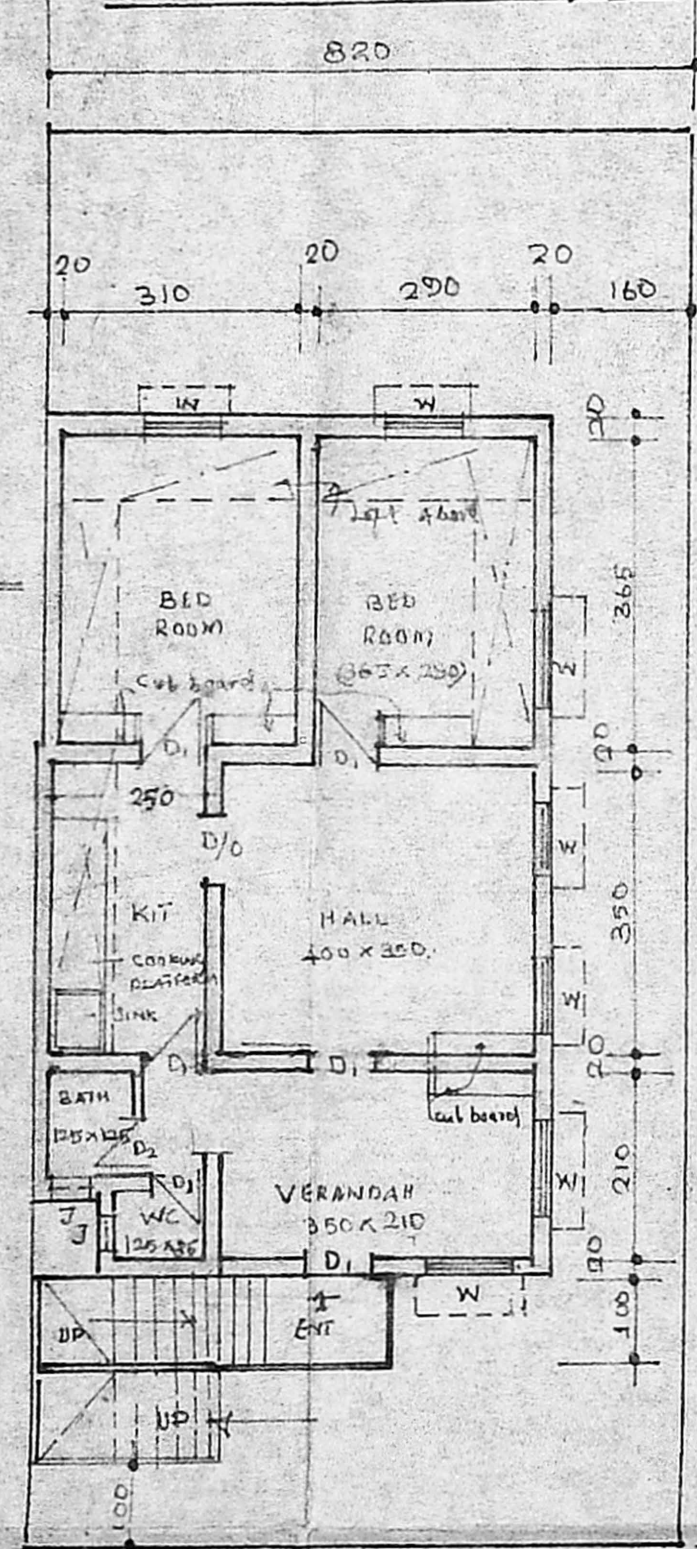 820
20
20
20
310
290
160
W
W
20
Loft Above
365
BED
ROOM
BED
ROOM
(365 X 290)
W
Cub board
D1
D1
20
250
D/O
W
KIT
HALL
400 X 350.
350
COOKING
PLATFORM
W
SINK
D1
D1
20
BATH
125 X 125
D2
Cub board
D1
VERANDAH
350 X 210
W
210
WC
125 X 85
D1
20
W
ENT
UP
100
UP
100